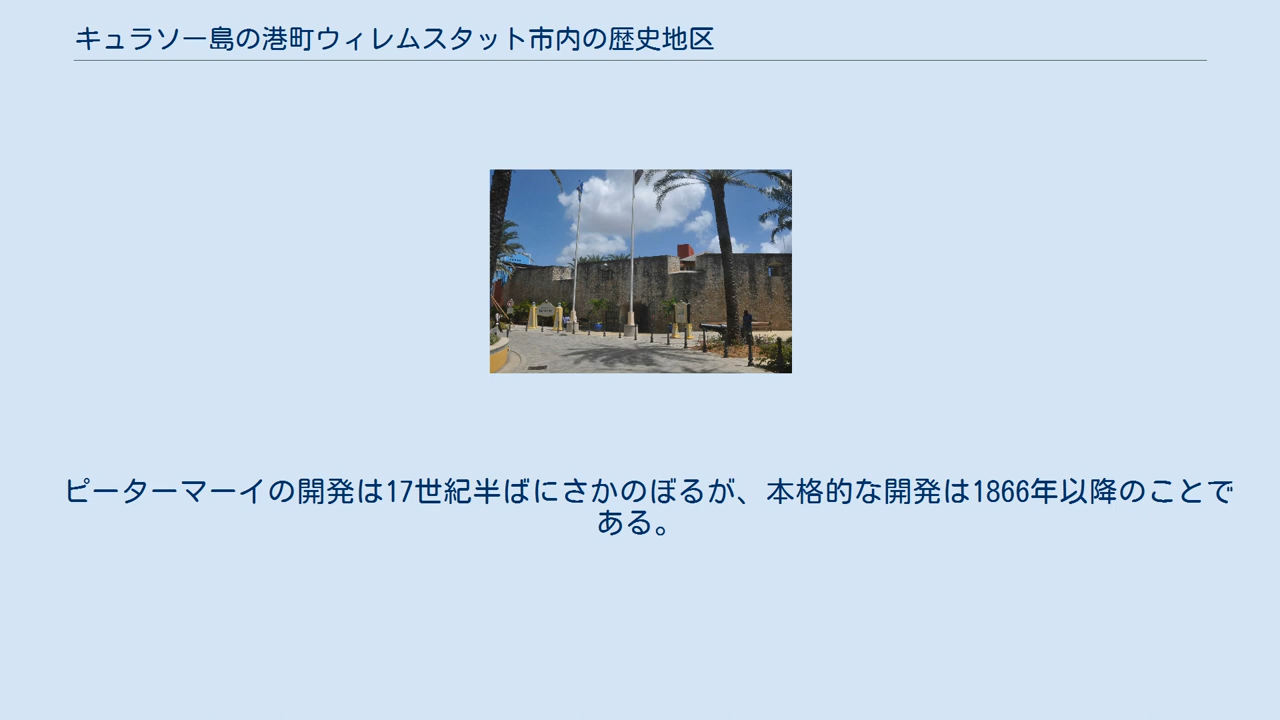 キュラソー島の港町ウィレムスタット市内の歴史地区
ピーターマーイの開発は17世紀半ばにさかのぼるが、本格的な開発は1866年以降のことで
ある。